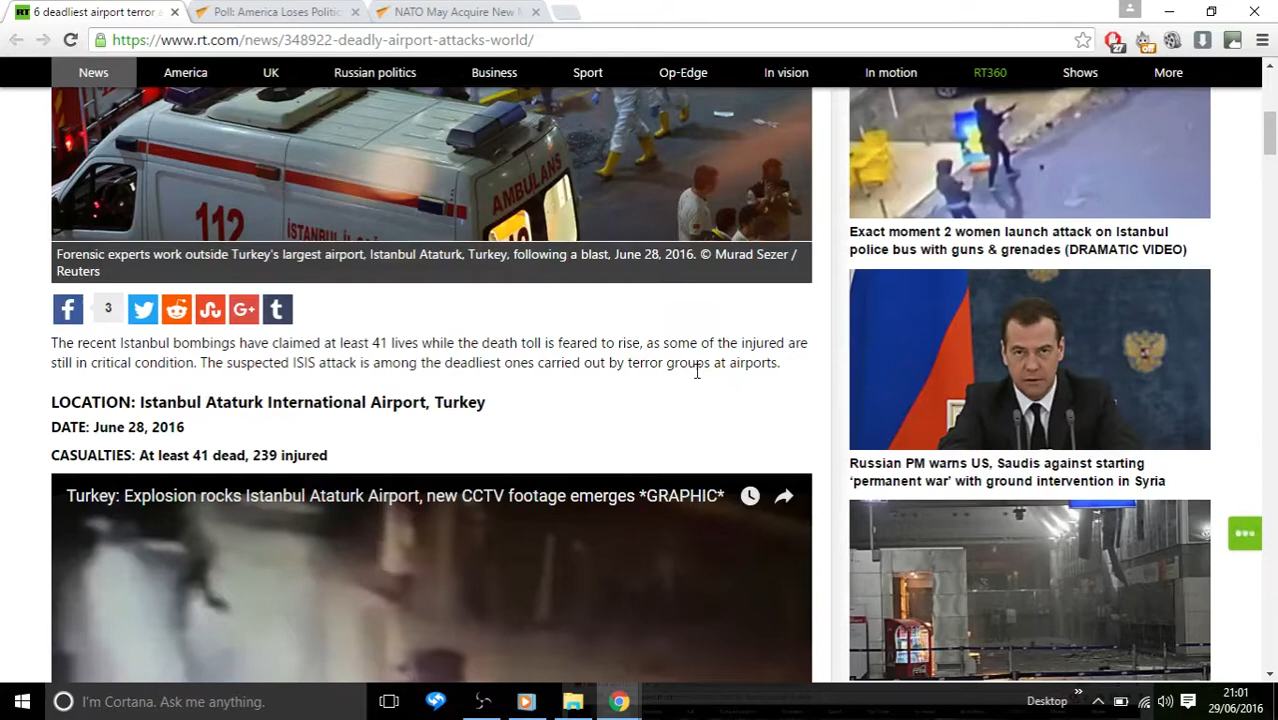 RT 6 deadliest airport terror a
Poll: America Loses Politic
NATO May Acquire New
https://www.rt.com/news/348922-deadly-airport-attacks-world/
27
off
News America UK Russian politics Business Sport Op-Edge In vision In motion RT360 Shows More
112
AMBULANS
İSTANBUL İL
Forensic experts work outside Turkey's largest airport, Istanbul Ataturk, Turkey, following a blast, June 28, 2016. © Murad Sezer /
Reuters
3
The recent Istanbul bombings have claimed at least 41 lives while the death toll is feared to rise, as some of the injured are
still in critical condition. The suspected ISIS attack is among the deadliest ones carried out by terror groups at airports.
LOCATION: Istanbul Ataturk International Airport, Turkey
DATE: June 28, 2016
CASUALTIES: At least 41 dead, 239 injured
Turkey: Explosion rocks Istanbul Ataturk Airport, new CCTV footage emerges *GRAPHIC*
Exact moment 2 women launch attack on Istanbul
police bus with guns & grenades (DRAMATIC VIDEO)
Russian PM warns US, Saudis against starting
‘permanent war’ with ground intervention in Syria
I'm Cortana. Ask me anything.
Desktop
21:01
29/06/2016